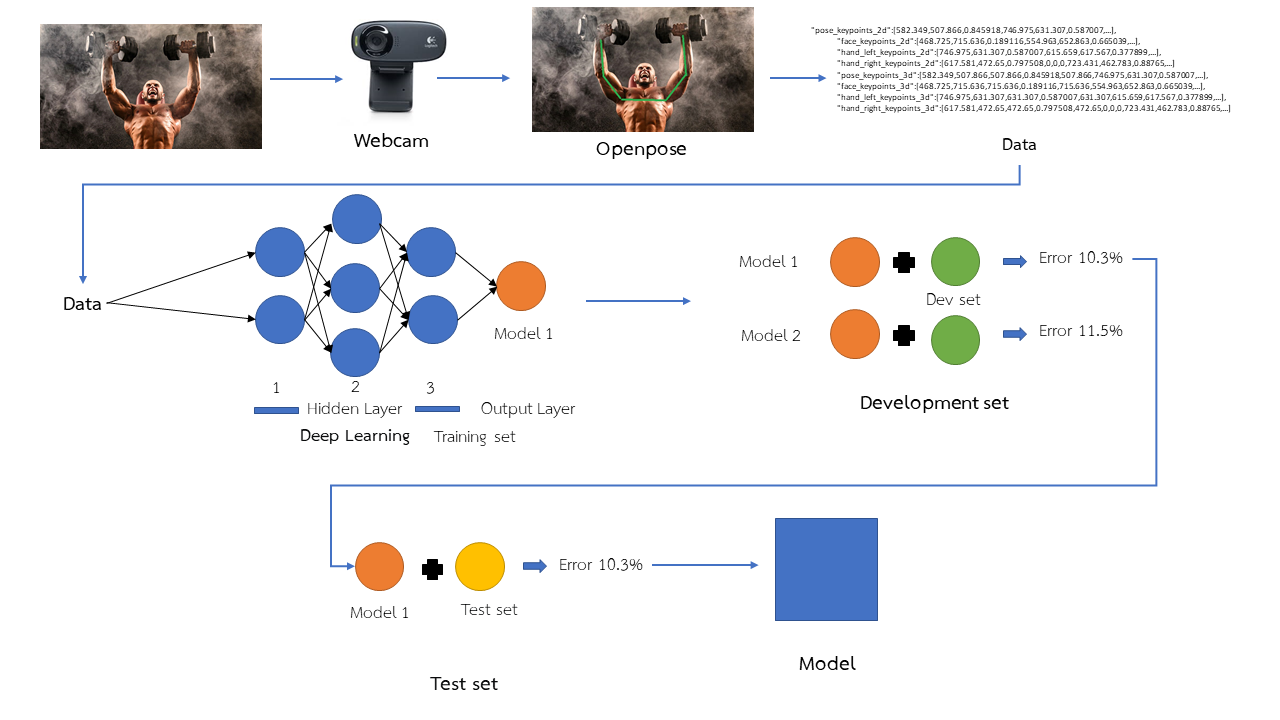 "pose_keypoints_2d":[582.349,507.866,0.845918,746.975,631.307,0.587007,...],
"face_keypoints_2d":[468.725,715.636,0.189116,554.963,652.863,0.665039,...],
"hand_left_keypoints_2d":[746.975,631.307,0.587007,615.659,617.567,0.377899,...],
"hand_right_keypoints_2d":[617.581,472.65,0.797508,0,0,0,723.431,462.783,0.88765,...]
"pose_keypoints_3d":[582.349,507.866,507.866,0.845918,507.866,746.975,631.307,0.587007,...],
"face_keypoints_3d":[468.725,715.636,715.636,0.189116,715.636,554.963,652.863,0.665039,...],
"hand_left_keypoints_3d":[746.975,631.307,631.307,0.587007,631.307,615.659,617.567,0.377899,...],
"hand_right_keypoints_3d":[617.581,472.65,472.65,0.797508,472.65,0,0,0,723.431,462.783,0.88765,...]
Logitech
Webcam
Openpose
Data
Data
Model 1
1 2 3
Hidden Layer Output Layer
Deep Learning Training set
Model 1 Error 10.3%
Dev set
Model 2 Error 11.5%
Development set
Error 10.3%
Model 1 Test set
Model
Test set